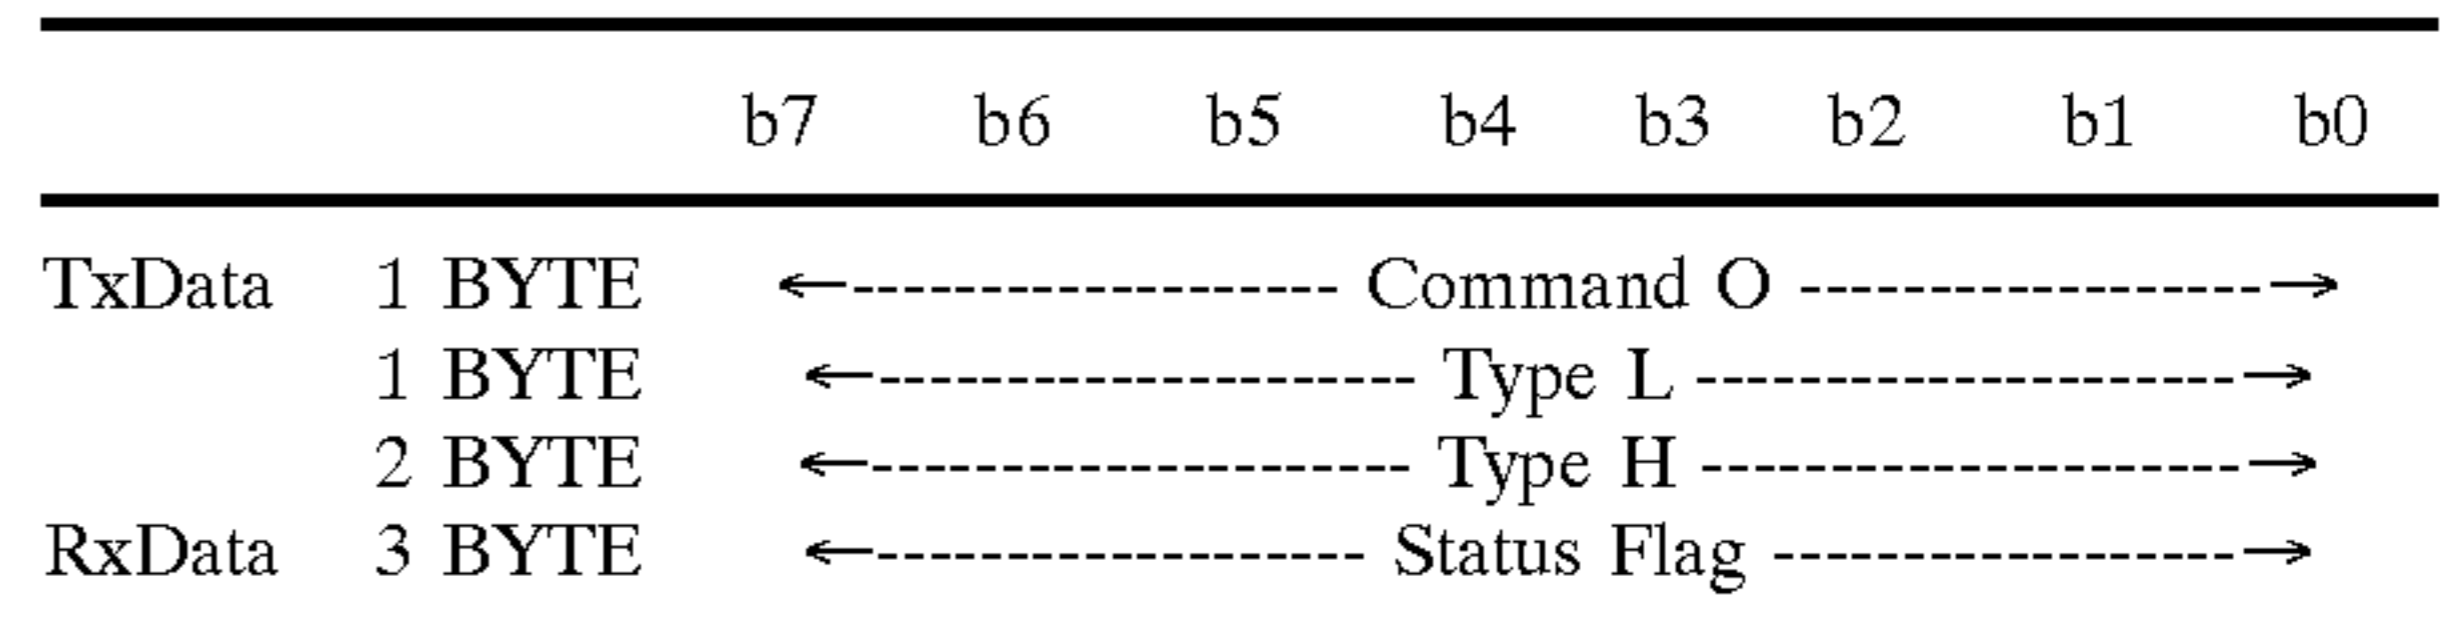 b7 b6 b5 b4 b3 b2 b1 b0
TxData 1 BYTE ←------------------- Command O ------------------→
1 BYTE ←--------------------- Type L ---------------------→
2 BYTE ←--------------------- Type H ---------------------→
RxData 3 BYTE ←------------------- Status Flag ------------------→